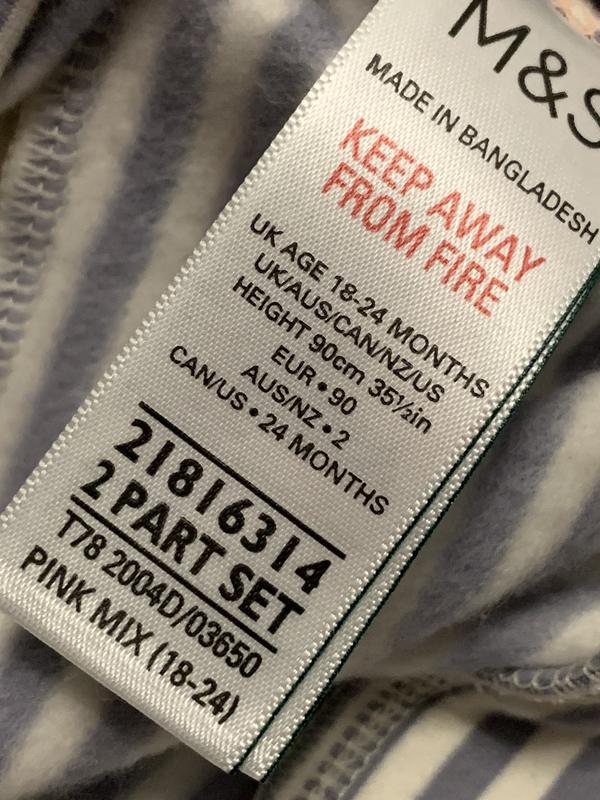 M&S
MADE IN BANGLADESH
KEEP AWAY
FROM FIRE
UK AGE 18-24 MONTHS
UK/AUS/CAN/NZ/US
HEIGHT 90cm 35½in
EUR • 90
AUS/NZ • 2
CAN/US • 24 MONTHS
21816314
2 PART SET
T78 2004D/03650
PINK MIX (18-24)